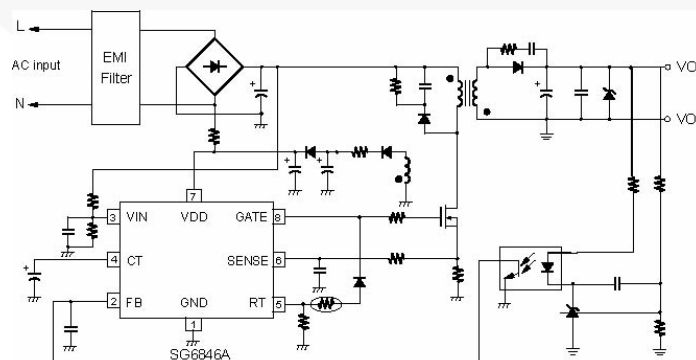 L
AC input
N
EMI
Filter
VO
VO
7
3 VIN VDD GATE 8
4 CT SENSE 6
2 FB GND RT 5
1
SG6846A
+
+
+
+
+